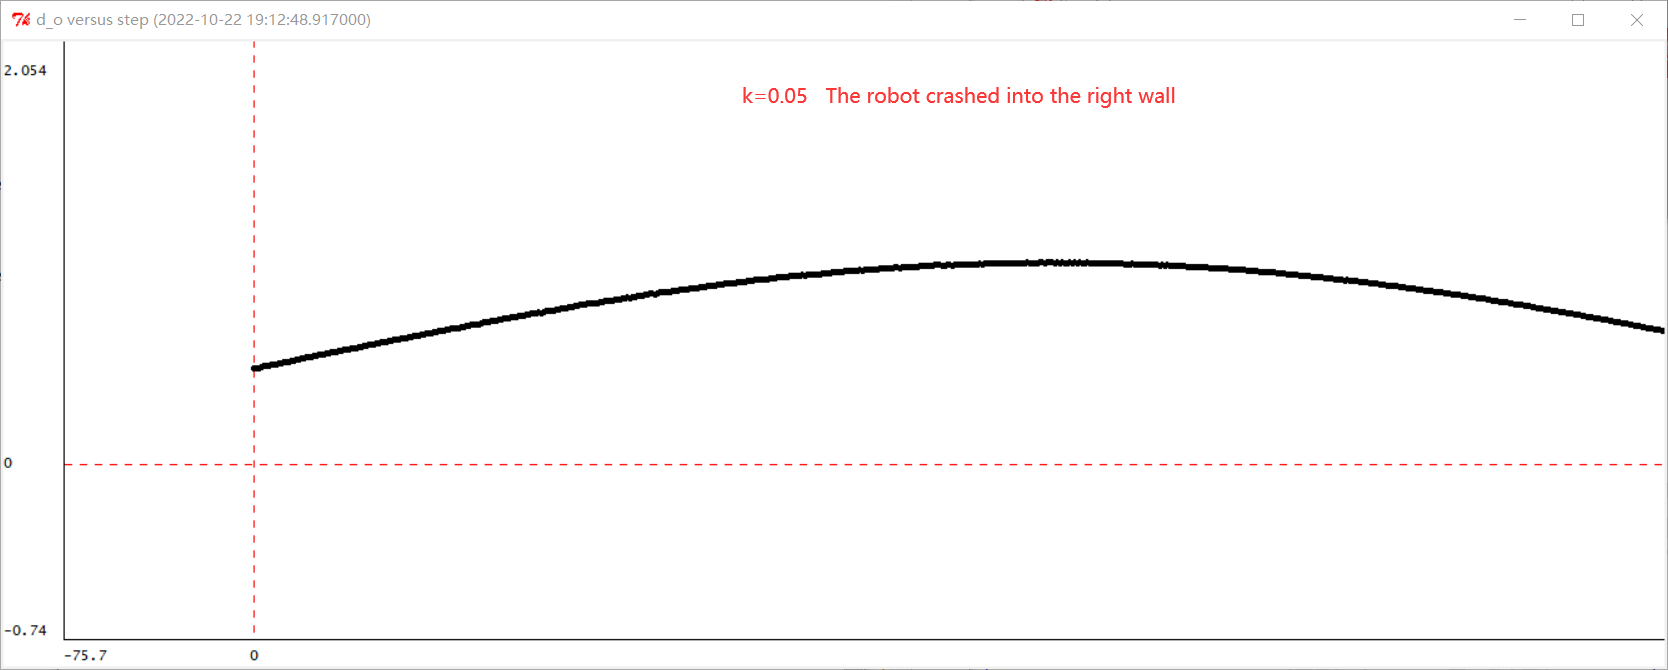 d_o versus step (2022-10-22 19:12:48.917000)
2.054
k=0.05 The robot crashed into the right wall
0
-0.74
-75.7 0